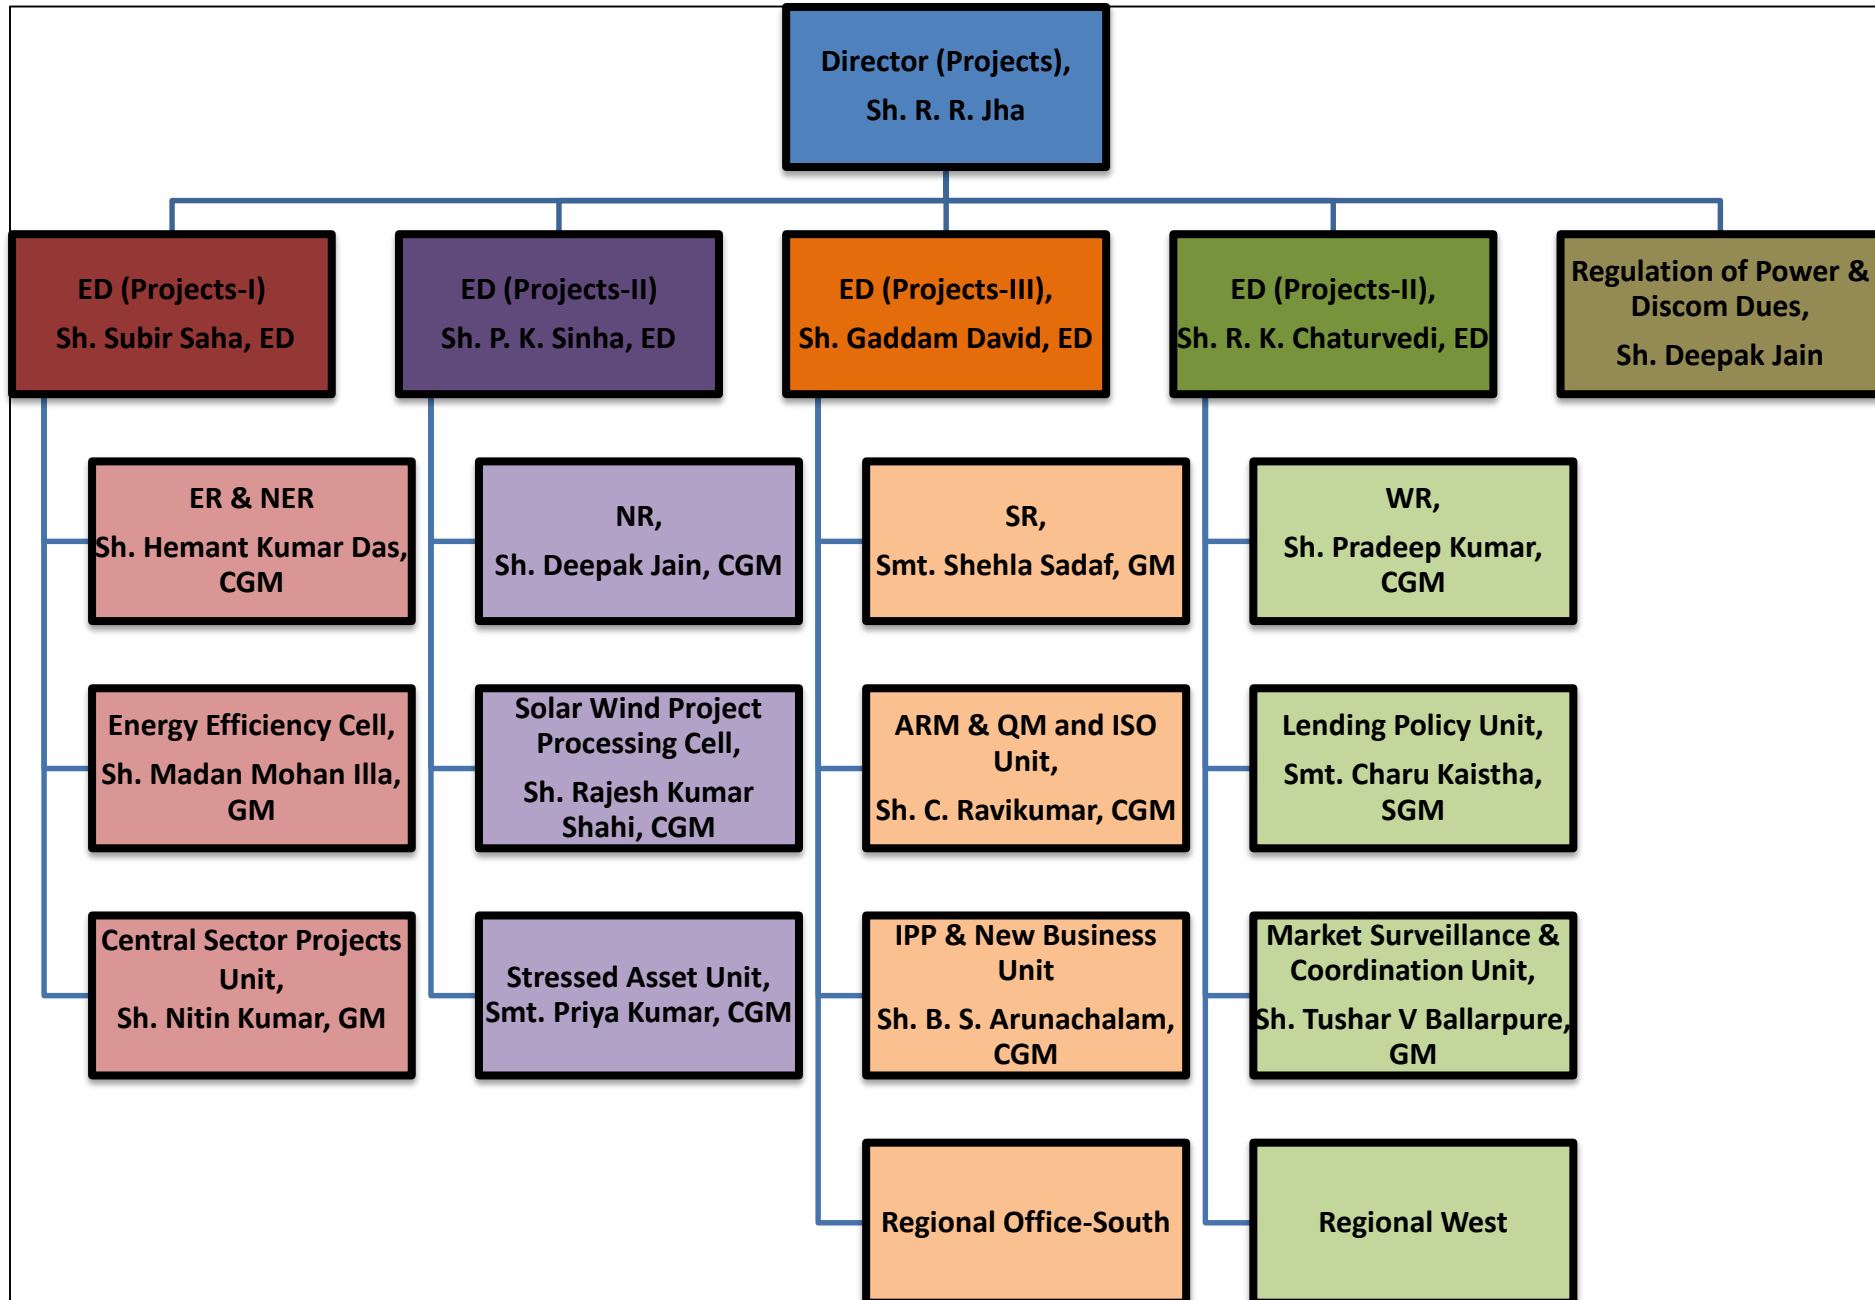 Director (Projects),
Sh. R. R. Jha
ED (Projects-I)
Sh. Subir Saha, ED
ED (Projects-II)
Sh. P. K. Sinha, ED
ED (Projects-III),
Sh. Gaddam David, ED
ED (Projects-II),
Sh. R. K. Chaturvedi, ED
Regulation of Power &
Discom Dues,
Sh. Deepak Jain
ER & NER
Sh. Hemant Kumar Das,
CGM
NR,
Sh. Deepak Jain, CGM
SR,
Smt. Shehla Sadaf, GM
WR,
Sh. Pradeep Kumar,
CGM
Energy Efficiency Cell,
Sh. Madan Mohan Illa,
GM
Solar Wind Project
Processing Cell,
Sh. Rajesh Kumar
Shahi, CGM
ARM & QM and ISO
Unit,
Sh. C. Ravikumar, CGM
Lending Policy Unit,
Smt. Charu Kaistha,
SGM
Central Sector Projects
Unit,
Sh. Nitin Kumar, GM
Stressed Asset Unit,
Smt. Priya Kumar, CGM
IPP & New Business
Unit
Sh. B. S. Arunachalam,
CGM
Market Surveillance &
Coordination Unit,
Sh. Tushar V Ballarpure,
GM
Regional Office-South
Regional West